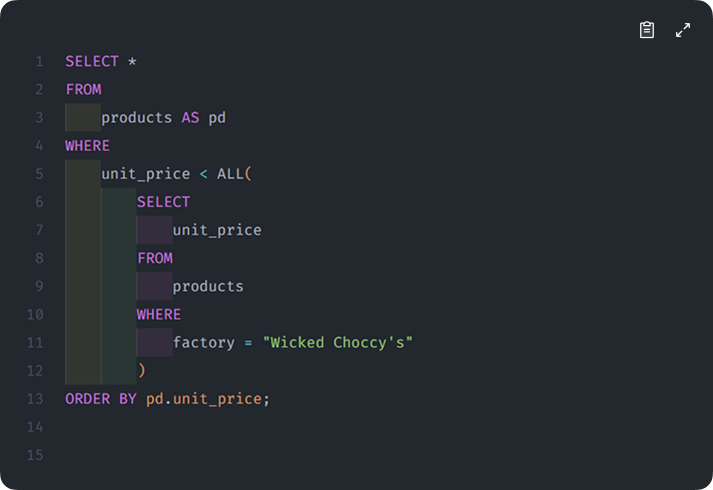 1 SELECT *
2 FROM
3 products AS pd
4 WHERE
5 unit_price < ALL(
6 SELECT
7 unit_price
8 FROM
9 products
10 WHERE
11 factory = "Wicked Choccy's"
12 )
13 ORDER BY pd.unit_price;
14
15